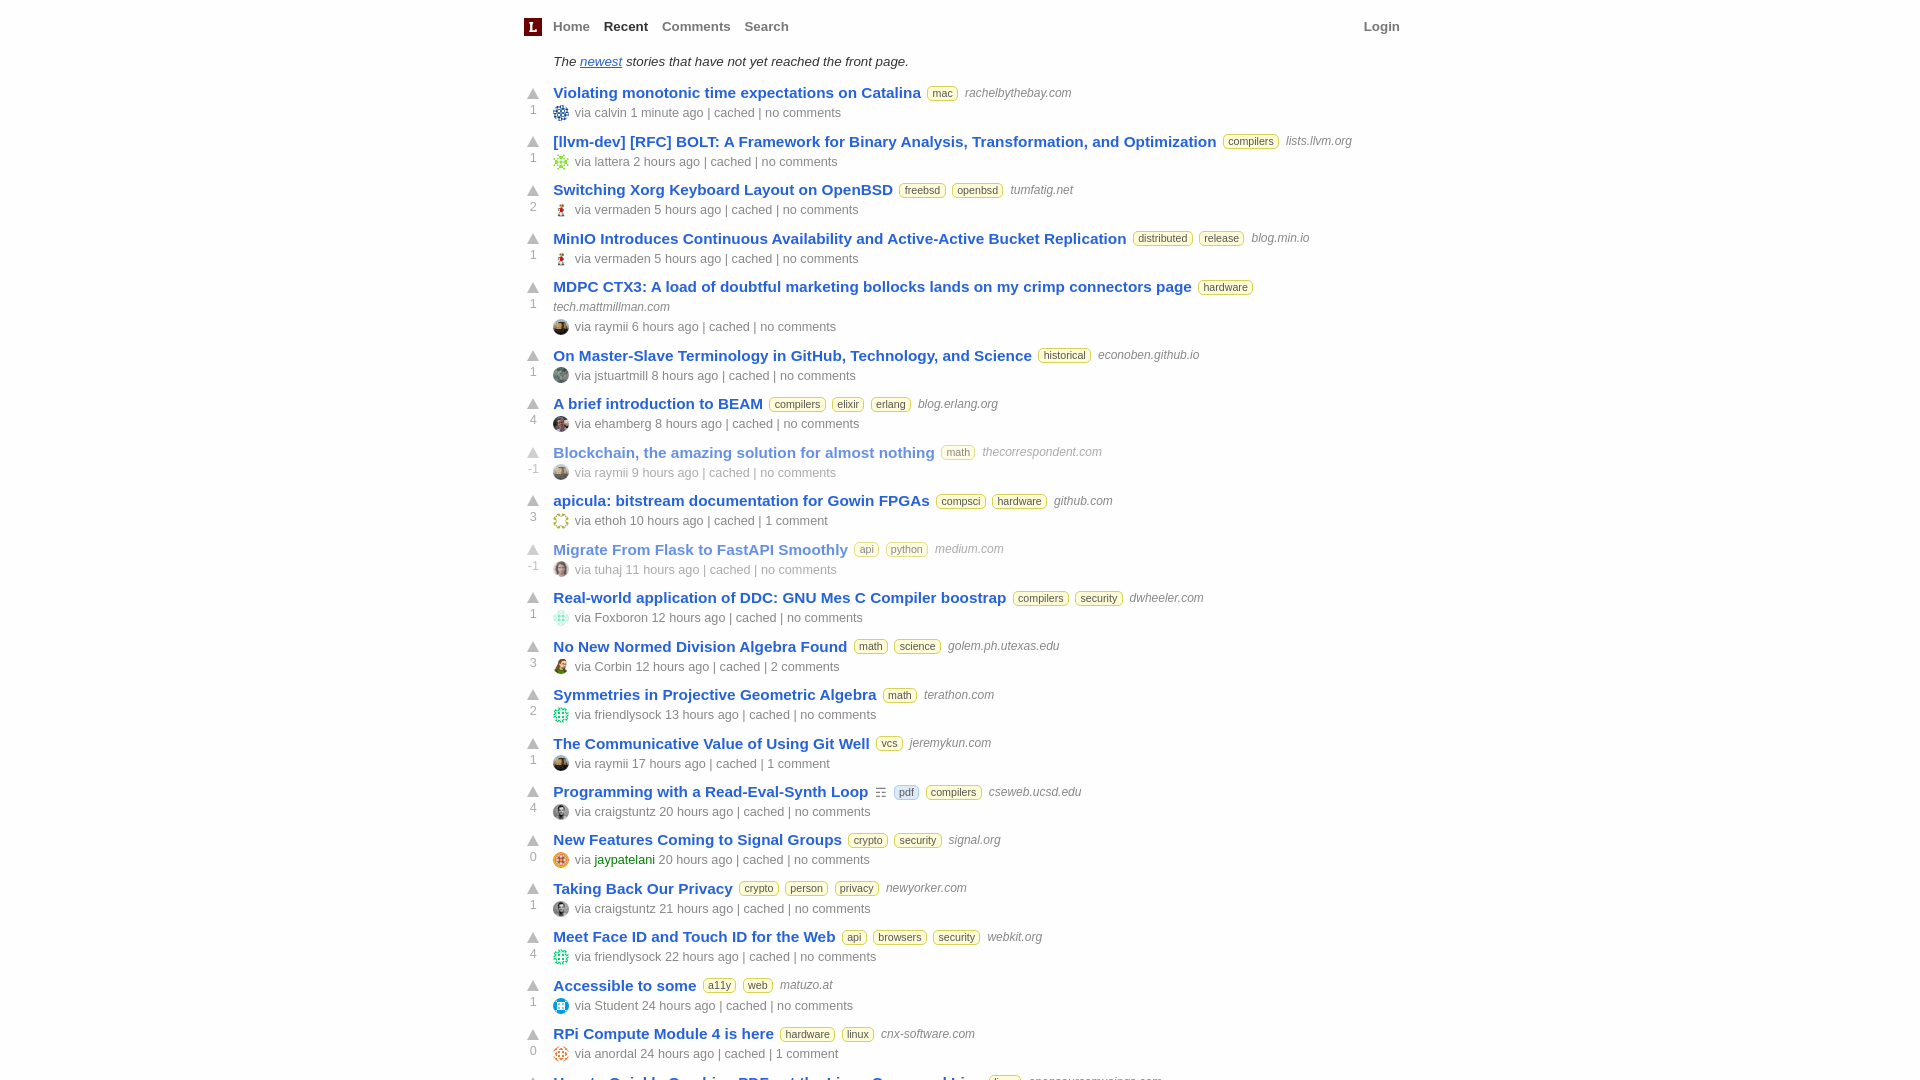 L Home Recent Comments Search Login
The newest stories that have not yet reached the front page.
Violating monotonic time expectations on Catalina mac rachelbythebay.com
1 via calvin 1 minute ago | cached | no comments
[llvm-dev] [RFC] BOLT: A Framework for Binary Analysis, Transformation, and Optimization compilers lists.llvm.org
1 via lattera 2 hours ago | cached | no comments
Switching Xorg Keyboard Layout on OpenBSD freebsd openbsd tumfatig.net
2 via vermaden 5 hours ago | cached | no comments
MinIO Introduces Continuous Availability and Active-Active Bucket Replication distributed release blog.min.io
1 via vermaden 5 hours ago | cached | no comments
MDPC CTX3: A load of doubtful marketing bollocks lands on my crimp connectors page hardware
1 tech.mattmillman.com
via raymii 6 hours ago | cached | no comments
On Master-Slave Terminology in GitHub, Technology, and Science historical econoben.github.io
1 via jstuartmill 8 hours ago | cached | no comments
A brief introduction to BEAM compilers elixir erlang blog.erlang.org
4 via ehamberg 8 hours ago | cached | no comments
Blockchain, the amazing solution for almost nothing math thecorrespondent.com
-1 via raymii 9 hours ago | cached | no comments
apicula: bitstream documentation for Gowin FPGAs compsci hardware github.com
3 via ethoh 10 hours ago | cached | 1 comment
Migrate From Flask to FastAPI Smoothly api python medium.com
-1 via tuhaj 11 hours ago | cached | no comments
Real-world application of DDC: GNU Mes C Compiler boostrap compilers security dwheeler.com
1 via Foxboron 12 hours ago | cached | no comments
No New Normed Division Algebra Found math science golem.ph.utexas.edu
3 via Corbin 12 hours ago | cached | 2 comments
Symmetries in Projective Geometric Algebra math terathon.com
2 via friendlysock 13 hours ago | cached | no comments
The Communicative Value of Using Git Well vcs jeremykun.com
1 via raymii 17 hours ago | cached | 1 comment
Programming with a Read-Eval-Synth Loop ☶ pdf compilers cseweb.ucsd.edu
4 via craigstuntz 20 hours ago | cached | no comments
New Features Coming to Signal Groups crypto security signal.org
0 via jaypatelani 20 hours ago | cached | no comments
Taking Back Our Privacy crypto person privacy newyorker.com
1 via craigstuntz 21 hours ago | cached | no comments
Meet Face ID and Touch ID for the Web api browsers security webkit.org
4 via friendlysock 22 hours ago | cached | no comments
Accessible to some a11y web matuzo.at
1 via Student 24 hours ago | cached | no comments
RPi Compute Module 4 is here hardware linux cnx-software.com
0 via anordal 24 hours ago | cached | 1 comment